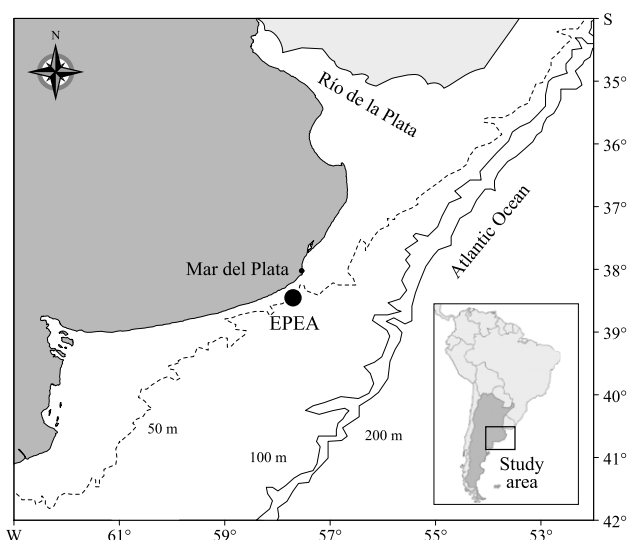 S
N
35°
Río de la Plata
36°
37°
Atlantic Ocean
Mar del Plata
38°
EPEA
39°
40°
50 m
200 m
100 m
41°
Study
area
42°
W
61°
59°
57°
55°
53°